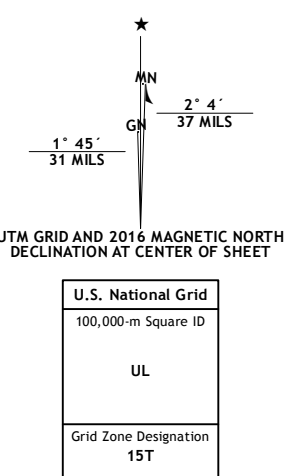 ★
MN
GN
2° 4´
37 MILS
1° 45´
31 MILS
UTM GRID AND 2016 MAGNETIC NORTH
DECLINATION AT CENTER OF SHEET
U.S. National Grid
100,000-m Square ID
UL
Grid Zone Designation
15T